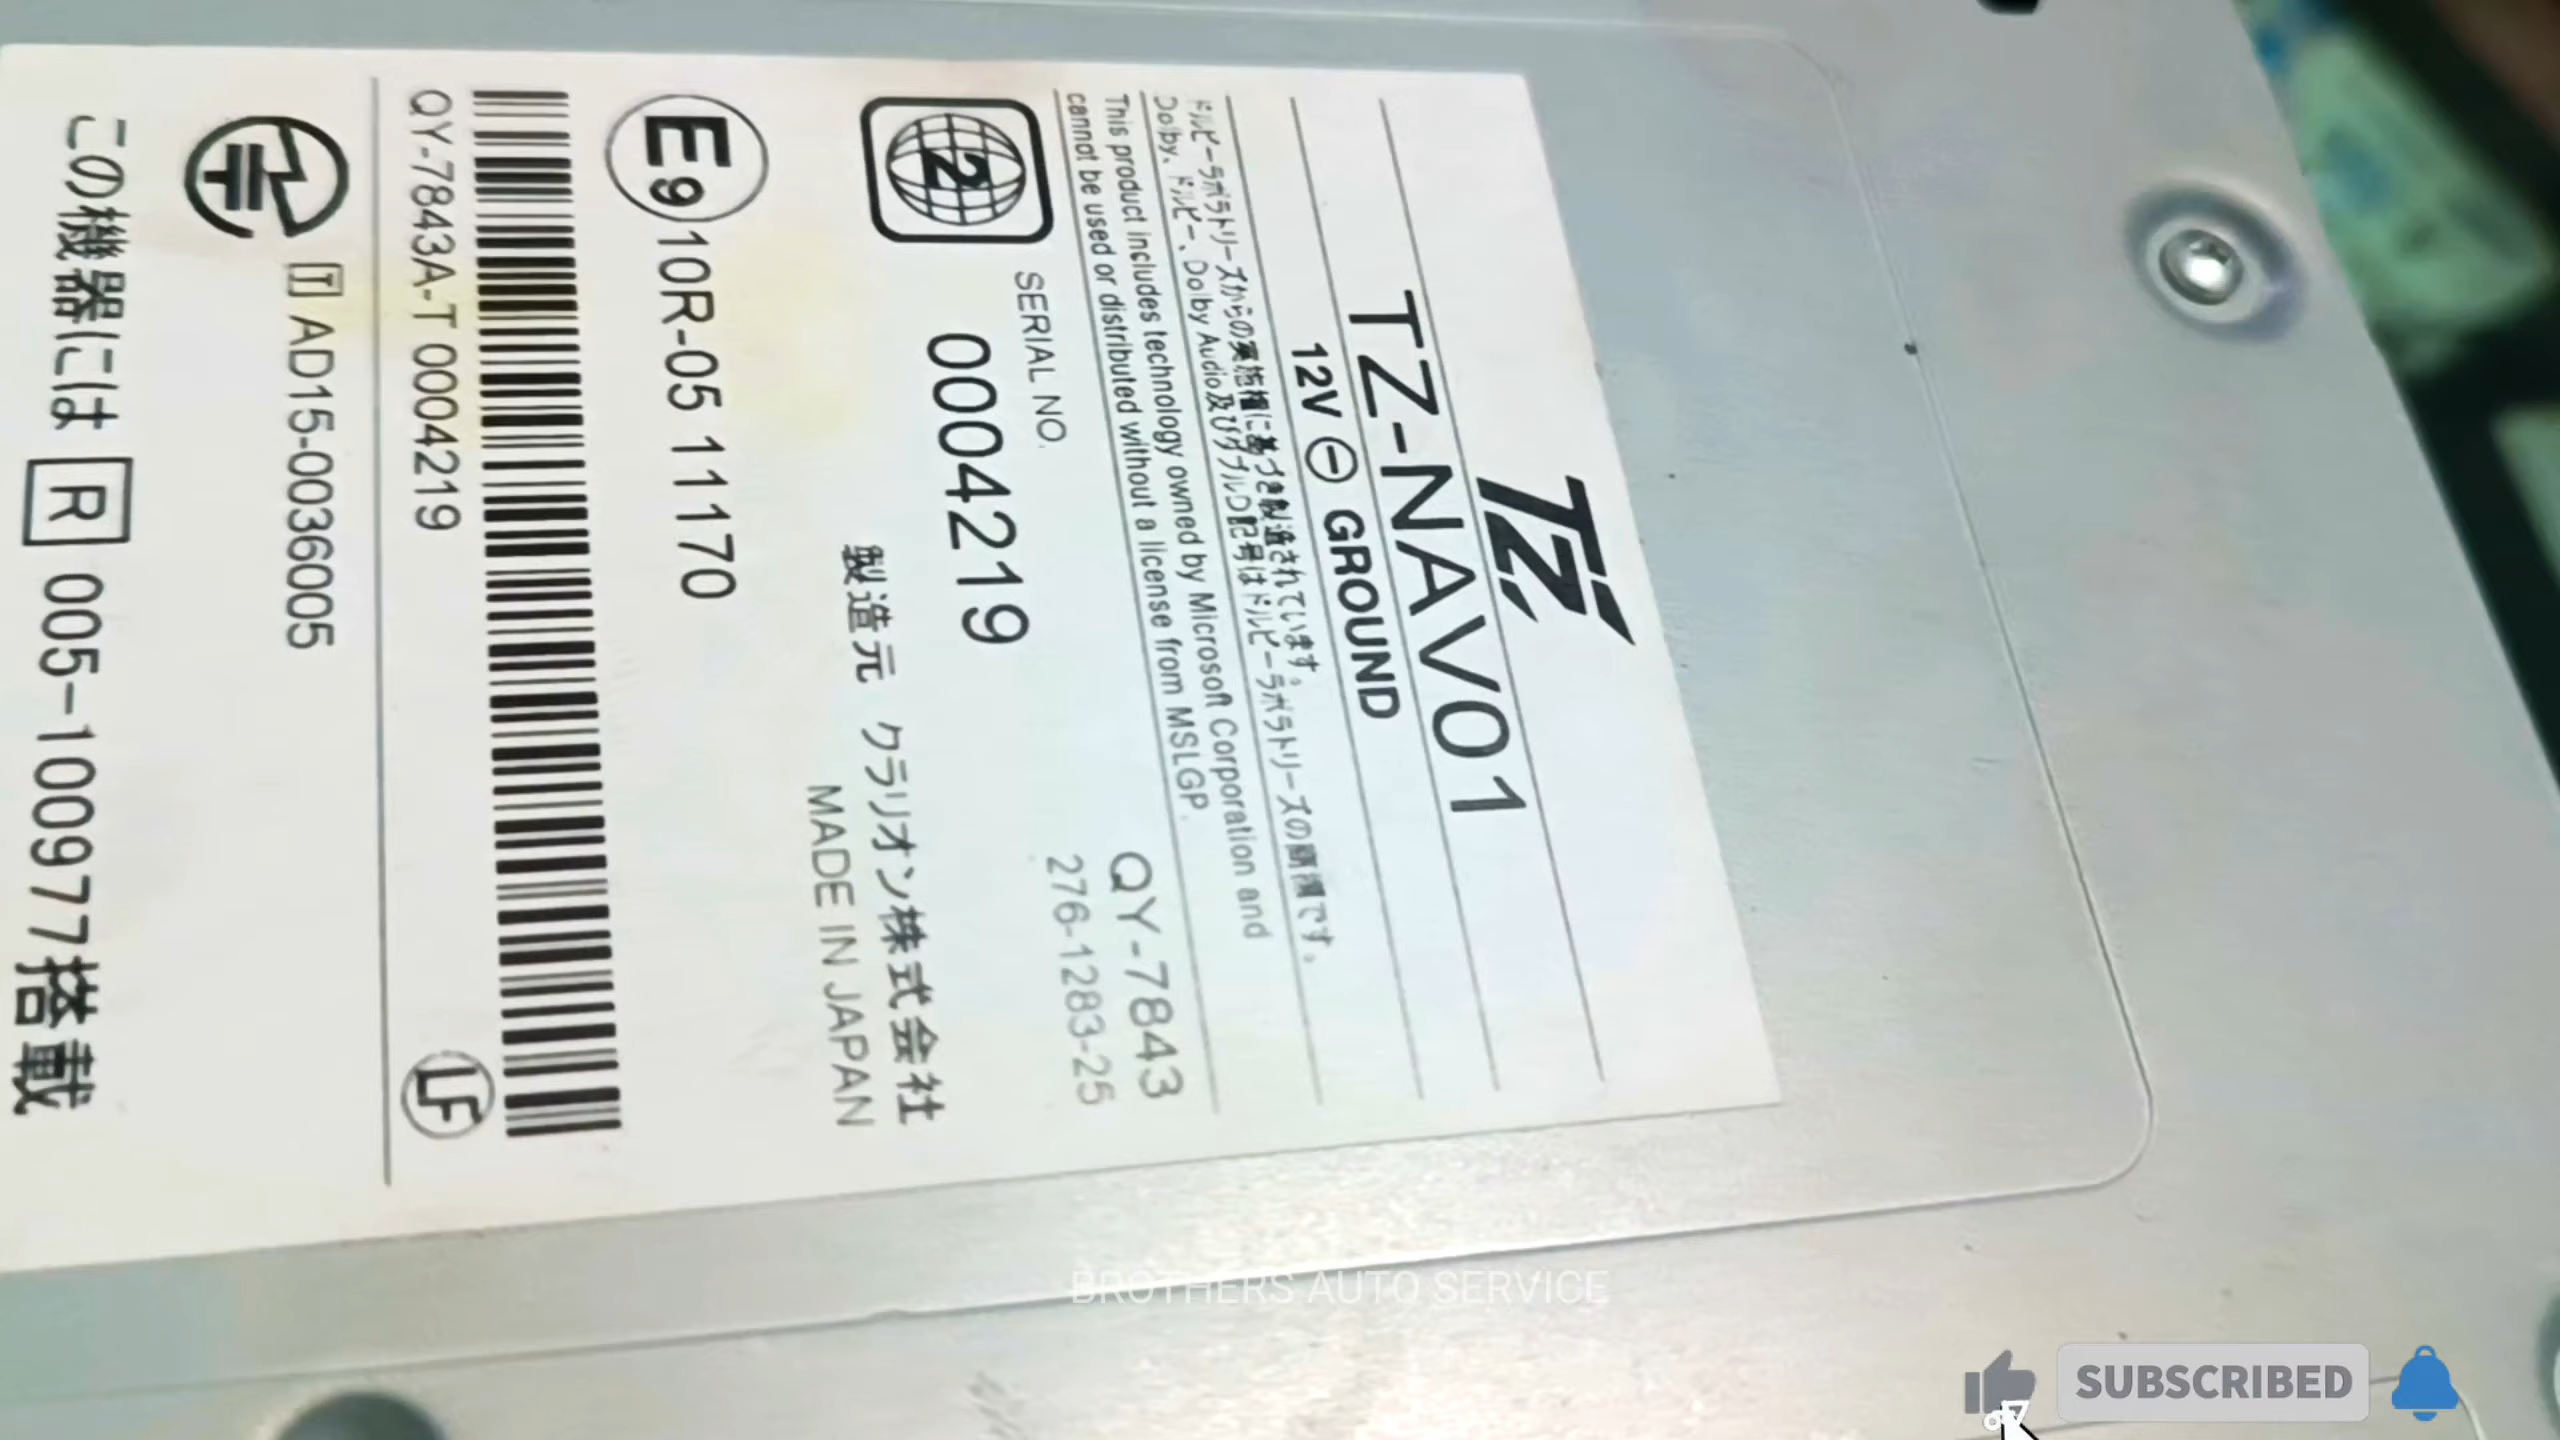 TZ
TZ-NAV01
12V ⊖ GROUND
ドルビーラボラトリーズからの実施権に基づき製造されています。
Dolby、ドルビー、Dolby Audio及びダブルD記号はドルビーラボラトリーズの商標です。
This product includes technology owned by Microsoft Corporation and
cannot be used or distributed without a license from MSLGP.
2
SERIAL NO.
0004219
QY-7843
276-1283-25
製造元 クラリオン株式会社
MADE IN JAPAN
E9 10R-05 11170
QY-7843A-T 0004219
LF
T AD15-0036005
この機器には R 005-100977搭載
BROTHERS AUTO SERVICE
SUBSCRIBED